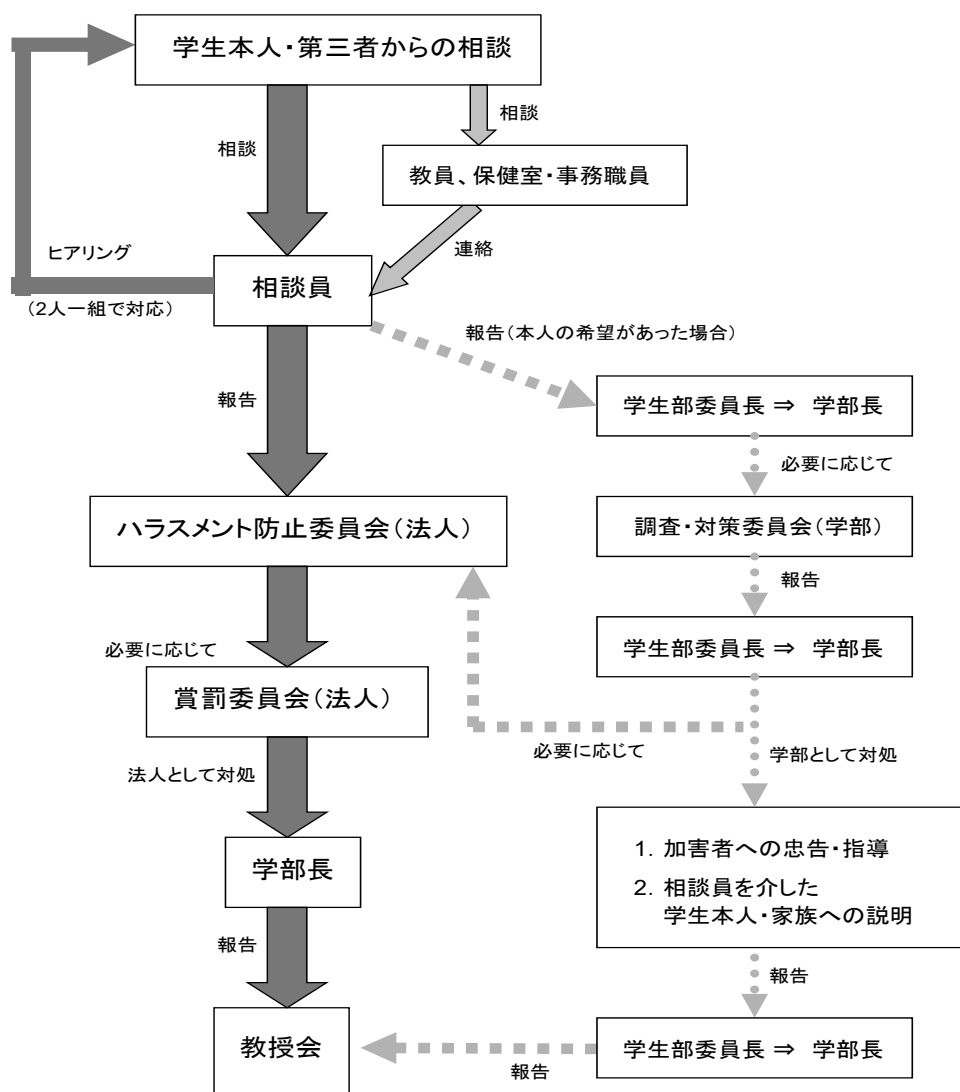 学生本人・第三者からの相談
相談
相談
教員、保健室・事務職員
連絡
ヒアリング
(2人一組で対応)
相談員
報告(本人の希望があった場合)
報告
学生部委員長 ⇒ 学部長
必要に応じて
ハラスメント防止委員会(法人)
調査・対策委員会(学部)
報告
必要に応じて
学生部委員長 ⇒ 学部長
賞罰委員会(法人)
必要に応じて
学部として対処
法人として対処
学部長
1. 加害者への忠告・指導
2. 相談員を介した
学生本人・家族への説明
報告
報告
教授会
報告
学生部委員長 ⇒ 学部長